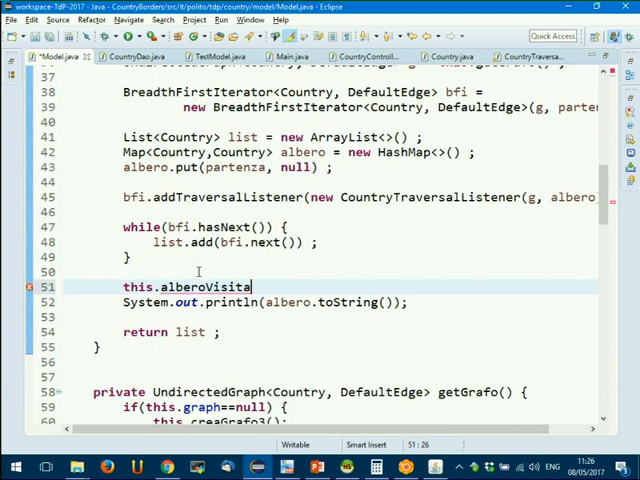 workspace-TdP-2017 - Java - CountryBorders/src/it/polito/tdp/country/model/Model.java - Eclipse
File Edit Source Refactor Navigate Search Project Run Window Help
Quick Access
*Model.java CountryDao.java TestModel.java Main.java CountryControll... Country.java CountryTraversa...
37
38 BreadthFirstIterator<Country, DefaultEdge> bfi =
39 new BreadthFirstIterator<Country, DefaultEdge>(g, parten
40
41 List<Country> list = new ArrayList<>() ;
42 Map<Country,Country> albero = new HashMap<>() ;
43 albero.put(partenza, null) ;
44
45 bfi.addTraversalListener(new CountryTraversalListener(g, albero)
46
47 while(bfi.hasNext()) {
48 list.add(bfi.next()) ;
49 }
50
51 this.alberoVisita
52 System.out.println(albero.toString());
53
54 return list ;
55 }
56
57
58 private UndirectedGraph<Country, DefaultEdge> getGrafo() {
59 if(this.graph==null) {
60 this.creaGrafo3() ;
Writable Smart Insert 51 : 26
11:26
08/05/2017